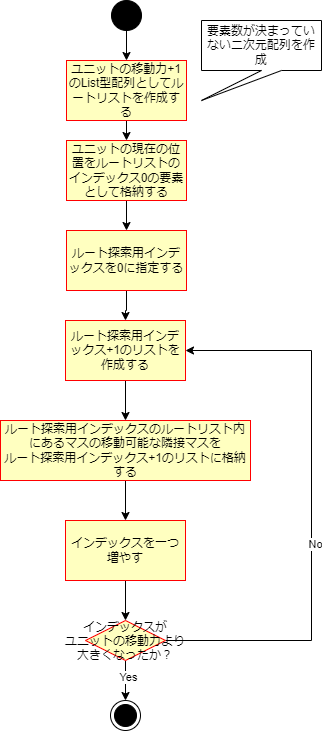 要素数が決まってい
ない二次元配列を作
成
ユニットの移動力+1
のList型配列としてルー
トリストを作成す
る
ユニットの現在の位
置をルートリストの
インデックス0の要素
として格納する
ルート探索用インデ
ックスを0に指定する
ルート探索用インデ
ックス+1のリストを
作成する
ルート探索用インデックスのルートリスト内
にあるマスの移動可能な隣接マスを
ルート探索用インデックス+1のリストに格納
する
インデックスを一つ
増やす
No
インデックスが
ユニットの移動力より
大きくなったか？
Yes